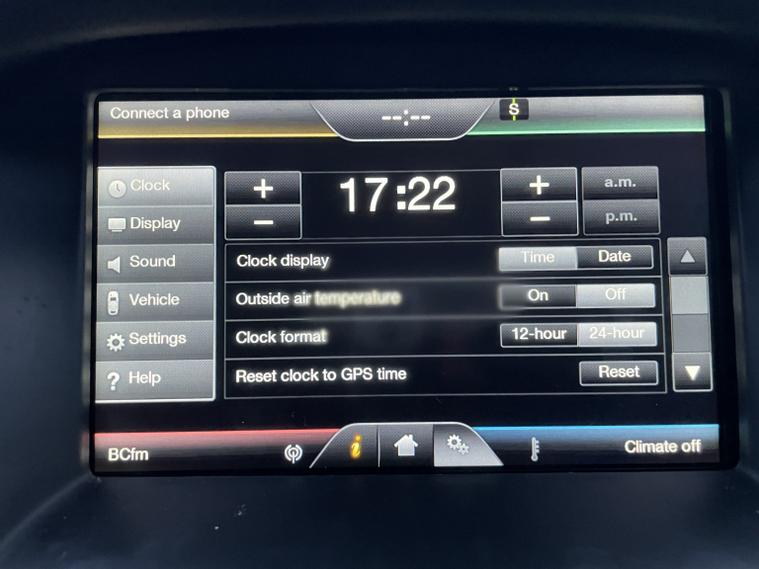 Connect a phone
--:--
S
Clock
+
17:22
+
a.m.
Display
−
−
p.m.
Sound
Clock display
Time
Date
Vehicle
Outside air temperature
On
Off
Settings
Clock format
12-hour
24-hour
Help
Reset clock to GPS time
Reset
BCfm
Climate off